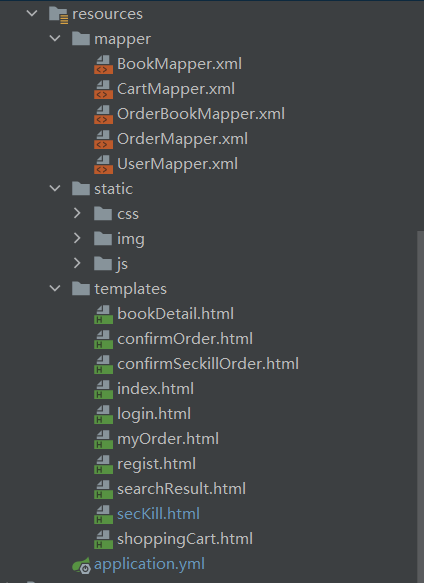 resources
mapper
BookMapper.xml
CartMapper.xml
OrderBookMapper.xml
OrderMapper.xml
UserMapper.xml
static
css
img
js
templates
bookDetail.html
confirmOrder.html
confirmSeckillOrder.html
index.html
login.html
myOrder.html
regist.html
searchResult.html
secKill.html
shoppingCart.html
application.yml